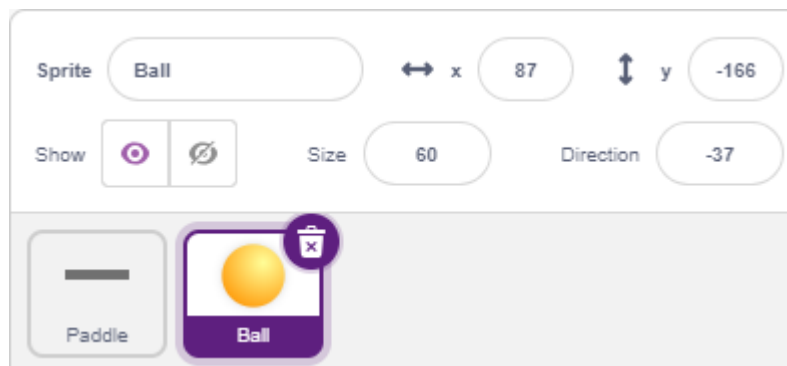 Sprite Ball x 87 y -166
Show Size 60 Direction -37
Paddle Ball